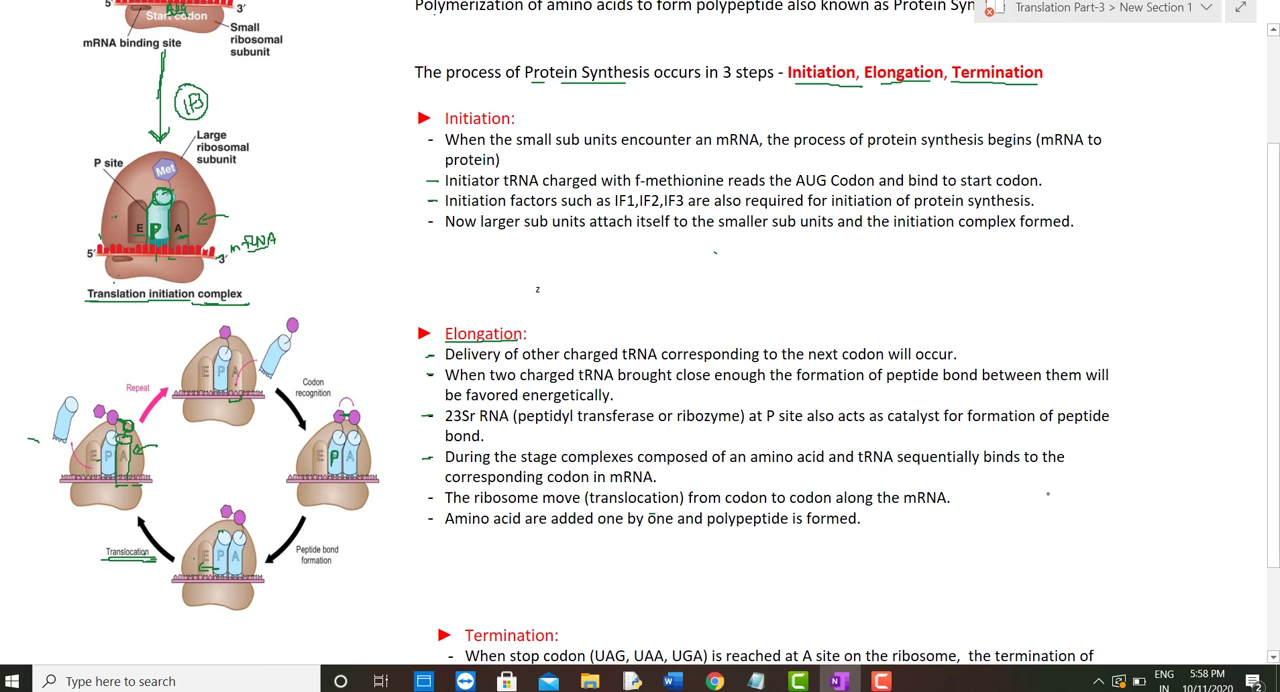 Polymerization of amino acids to form polypeptide also known as Protein Syn
Translation Part-3 > New Section 1
Start codon
3'
mRNA binding site
Small
ribosomal
subunit
IF3
The process of Protein Synthesis occurs in 3 steps - Initiation, Elongation, Termination
Large
ribosomal
subunit
P site
Met
E P A
mRNA
5'
3'
Translation initiation complex
► Initiation:
- When the small sub units encounter an mRNA, the process of protein synthesis begins (mRNA to
protein)
- Initiator tRNA charged with f-methionine reads the AUG Codon and bind to start codon.
- Initiation factors such as IF1,IF2,IF3 are also required for initiation of protein synthesis.
- Now larger sub units attach itself to the smaller sub units and the initiation complex formed.
z
► Elongation:
- Delivery of other charged tRNA corresponding to the next codon will occur.
- When two charged tRNA brought close enough the formation of peptide bond between them will
be favored energetically.
- 23Sr RNA (peptidyl transferase or ribozyme) at P Site also acts as catalyst for formation of peptide
bond.
- During the stage complexes composed of an amino acid and tRNA sequentially binds to the
corresponding codon in mRNA.
- The ribosome move (translocation) from codon to codon along the mRNA.
- Amino acid are added one by one and polypeptide is formed.
Repeat
E P A
Codon
recognition
E P A
E P A
Translocation
E P A
Peptide bond
formation
► Termination:
- When stop codon (UAG, UAA, UGA) is reached at A site on the ribosome, the termination of
Type here to search
ENG
IN
5:58 PM
10/11/2020
2